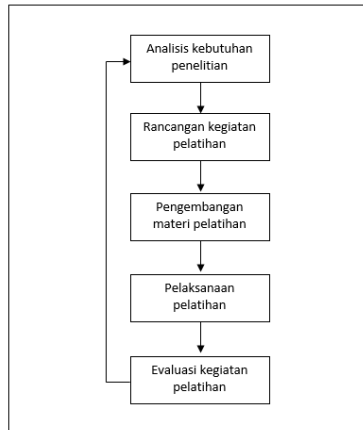 Analisis kebutuhan
penelitian
Rancangan kegiatan
pelatihan
Pengembangan
materi pelatihan
Pelaksanaan
pelatihan
Evaluasi kegiatan
pelatihan